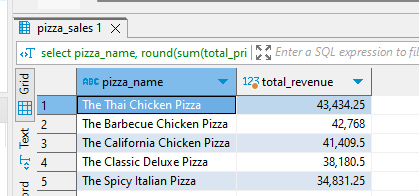 pizza_sales 1
select pizza_name, round(sum(total_pri
Enter a SQL expression to fil
Grid
Text
ABC pizza_name
123 total_revenue
1 The Thai Chicken Pizza 43,434.25
2 The Barbecue Chicken Pizza 42,768
3 The California Chicken Pizza 41,409.5
4 The Classic Deluxe Pizza 38,180.5
5 The Spicy Italian Pizza 34,831.25